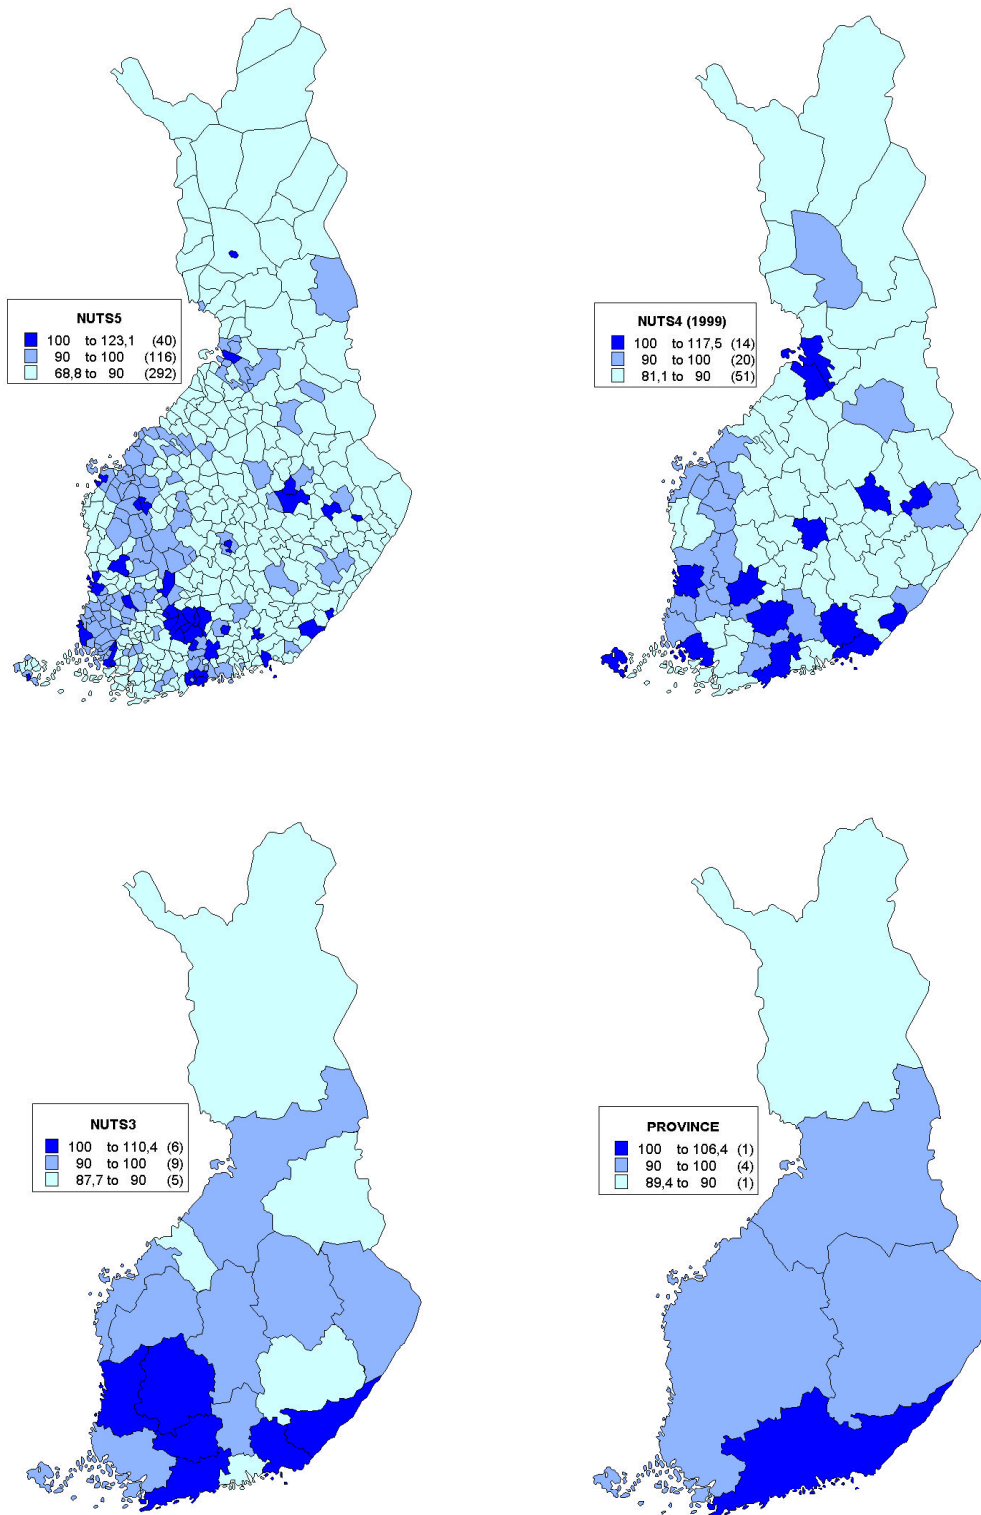 NUTS5
100 to 123,1 (40)
90 to 100 (116)
68,8 to 90 (292)
NUTS4 (1999)
100 to 117,5 (14)
90 to 100 (20)
81,1 to 90 (51)
NUTS3
100 to 110,4 (6)
90 to 100 (9)
87,7 to 90 (5)
PROVINCE
100 to 106,4 (1)
90 to 100 (4)
89,4 to 90 (1)